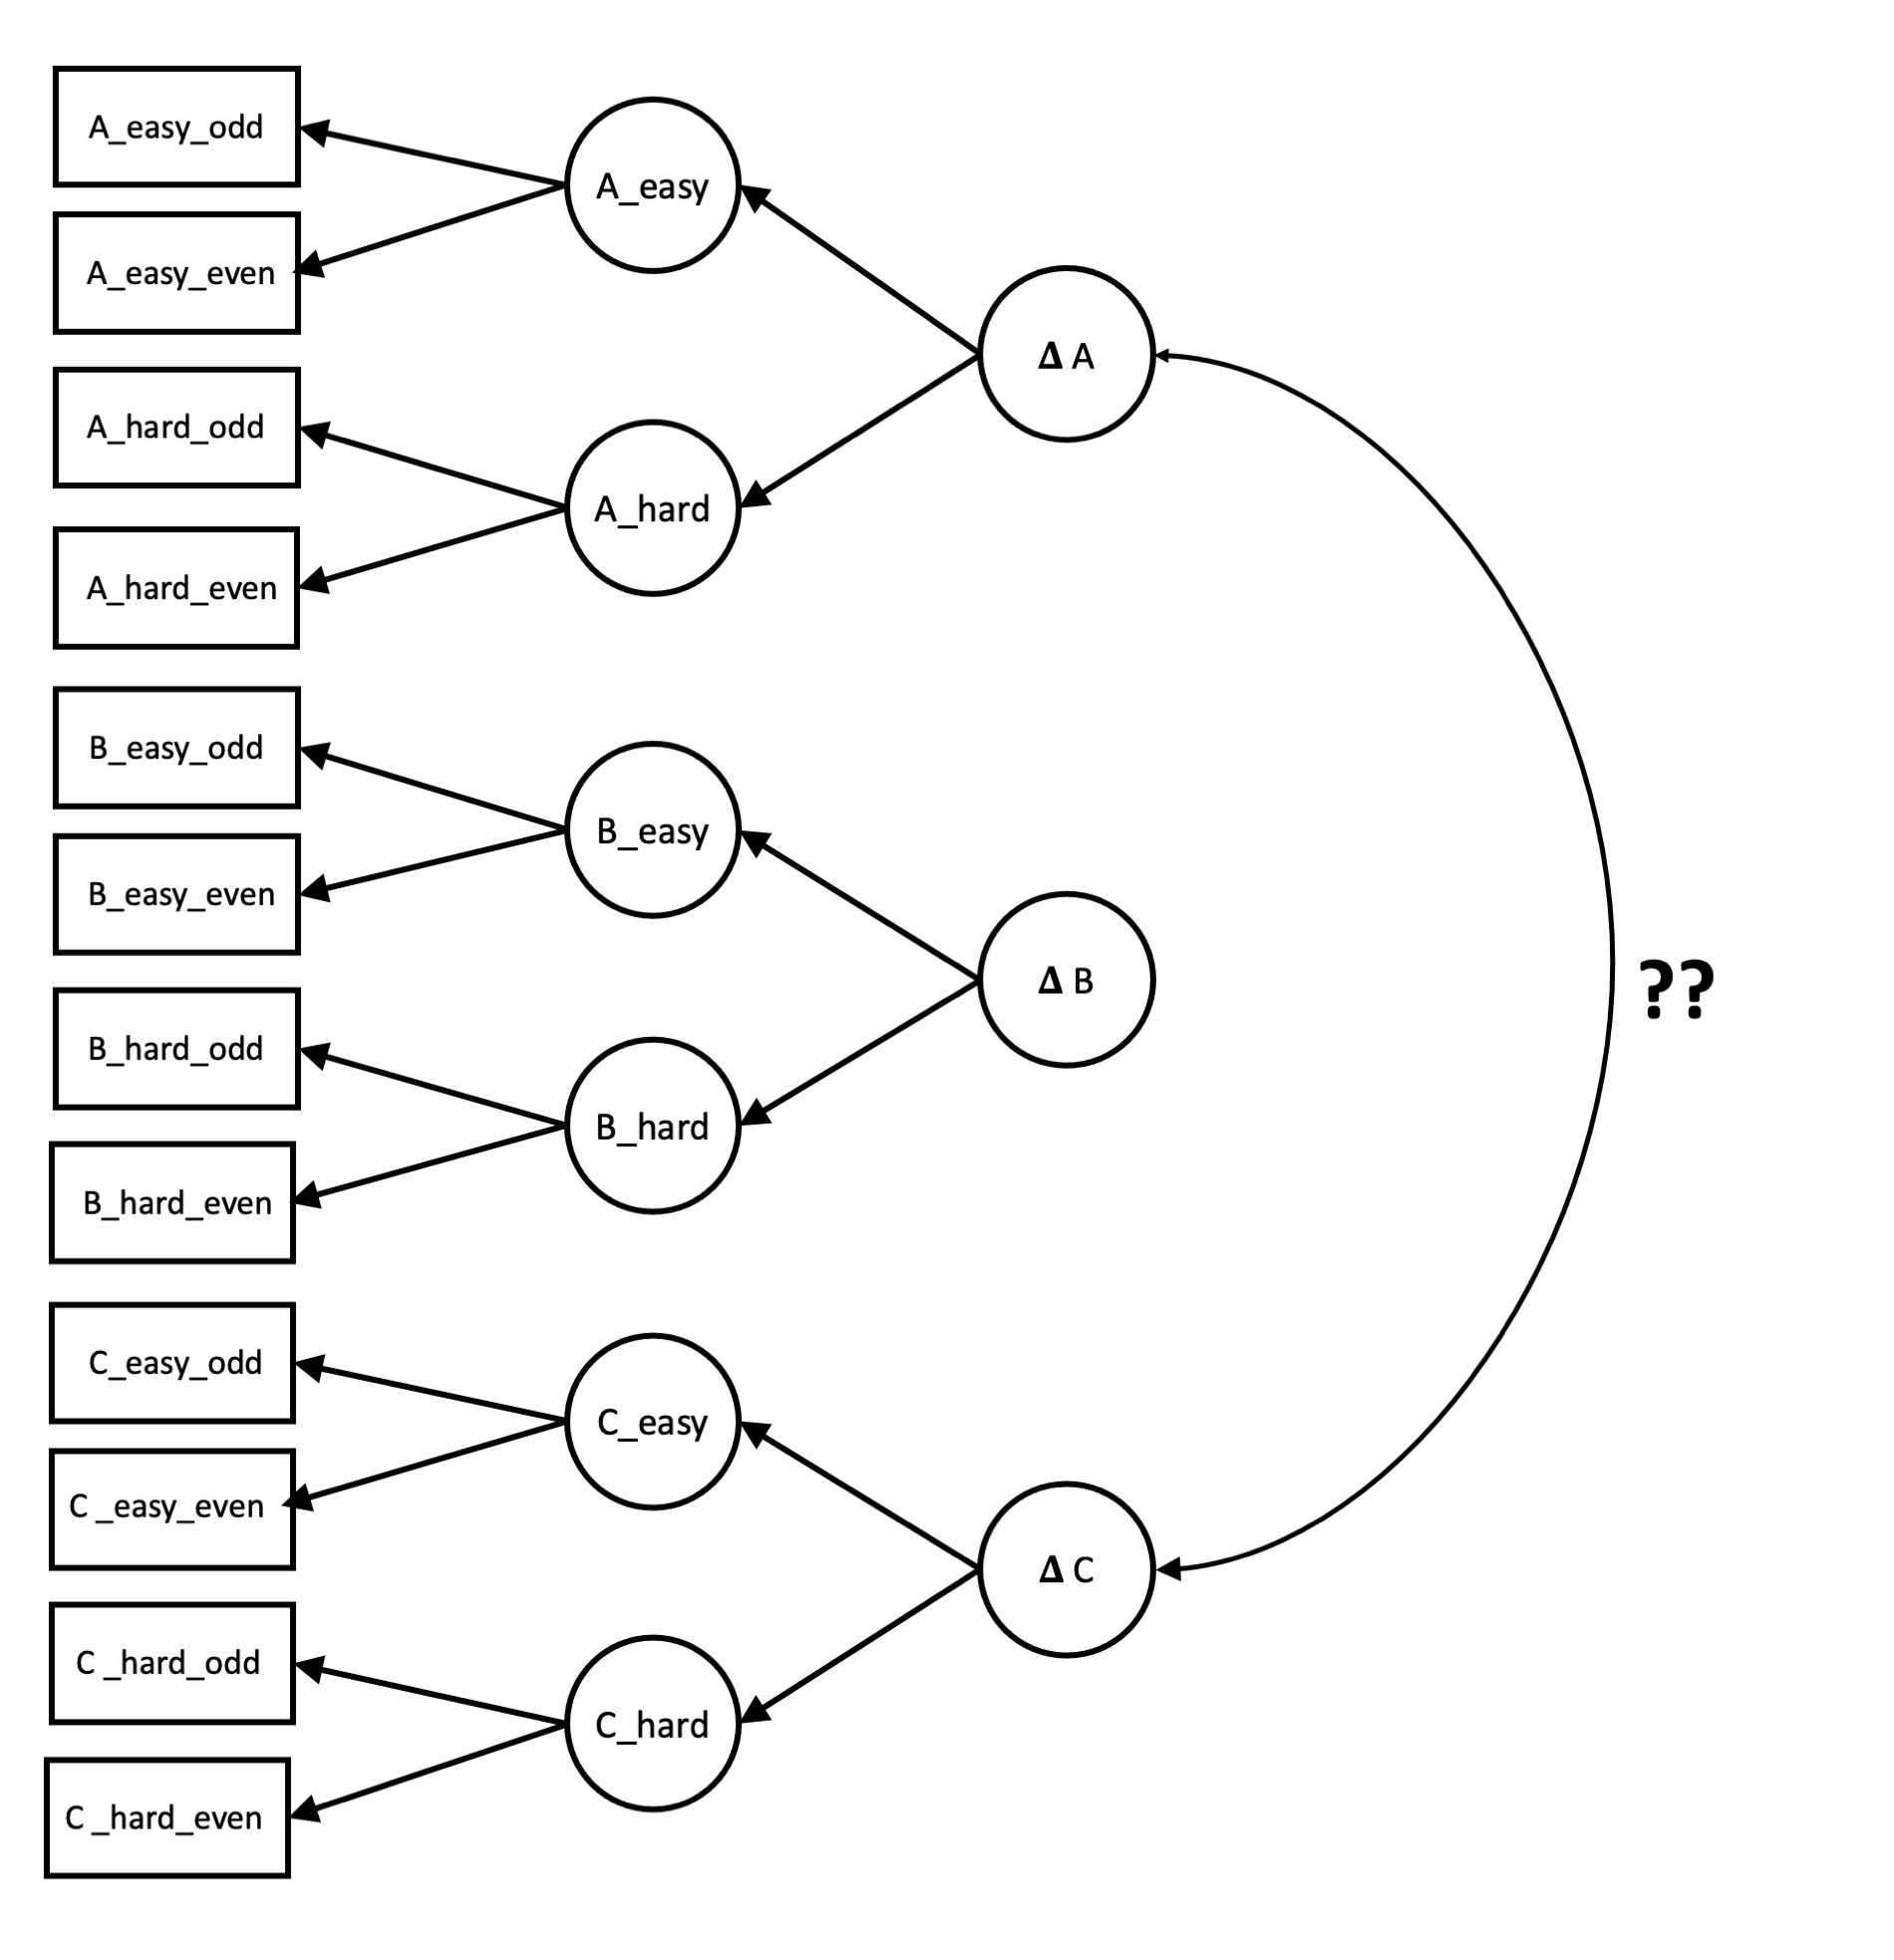 A_easy_odd
A_easy_even
A_hard_odd
A_hard_even
B_easy_odd
B_easy_even
B_hard_odd
B_hard_even
C_easy_odd
C _easy_even
C _hard_odd
C _hard_even
A_easy
A_hard
B_easy
B_hard
C_easy
C_hard
Δ A
Δ B
Δ C
??